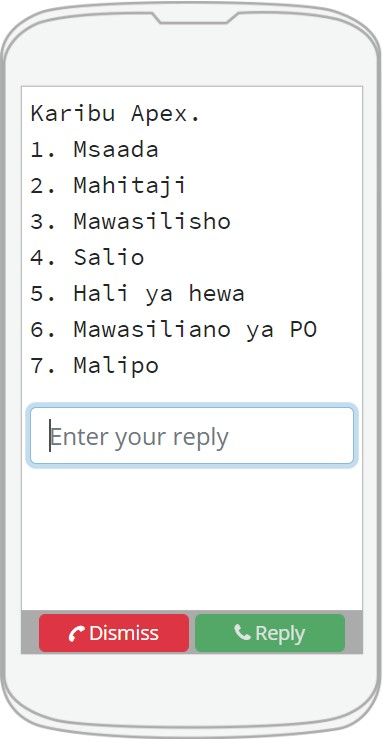 Karibu Apex.
1. Msaada
2. Mahitaji
3. Mawasilisho
4. Salio
5. Hali ya hewa
6. Mawasiliano ya PO
7. Malipo
Enter your reply
Dismiss Reply